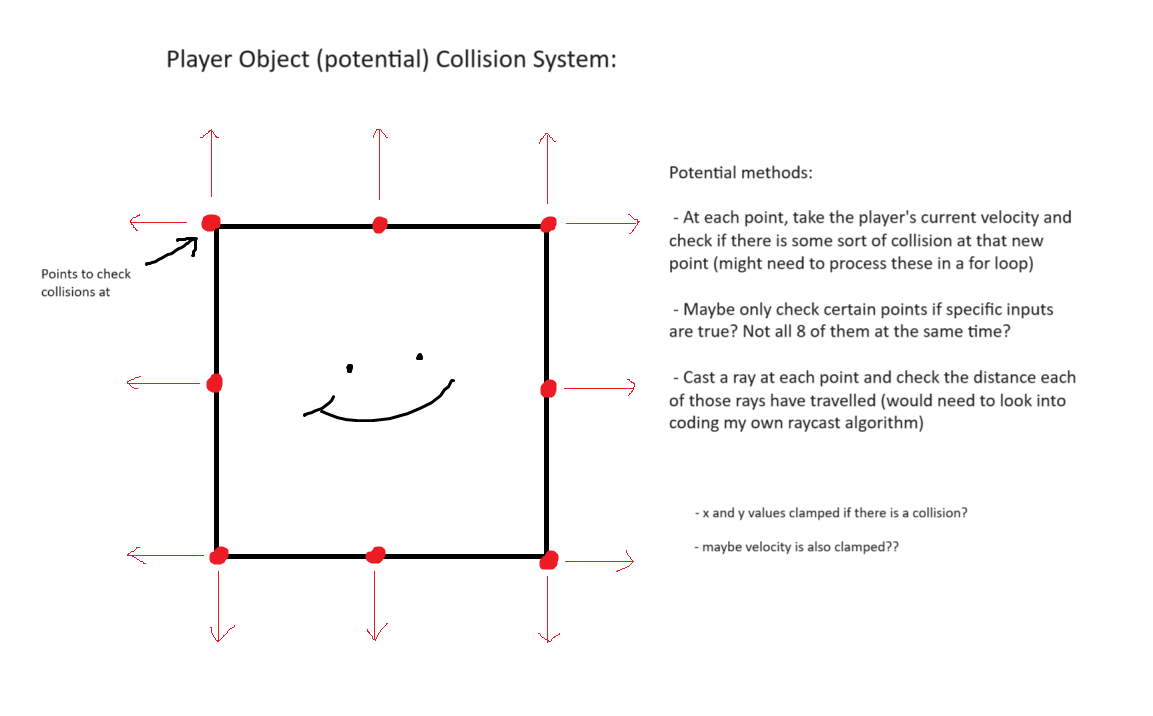 Player Object (potential) Collision System:
Points to check
collisions at
Potential methods:
- At each point, take the player's current velocity and
check if there is some sort of collision at that new
point (might need to process these in a for loop)
- Maybe only check certain points if specific inputs
are true? Not all 8 of them at the same time?
- Cast a ray at each point and check the distance each
of those rays have travelled (would need to look into
coding my own raycast algorithm)
- x and y values clamped if there is a collision?
- maybe velocity is also clamped??